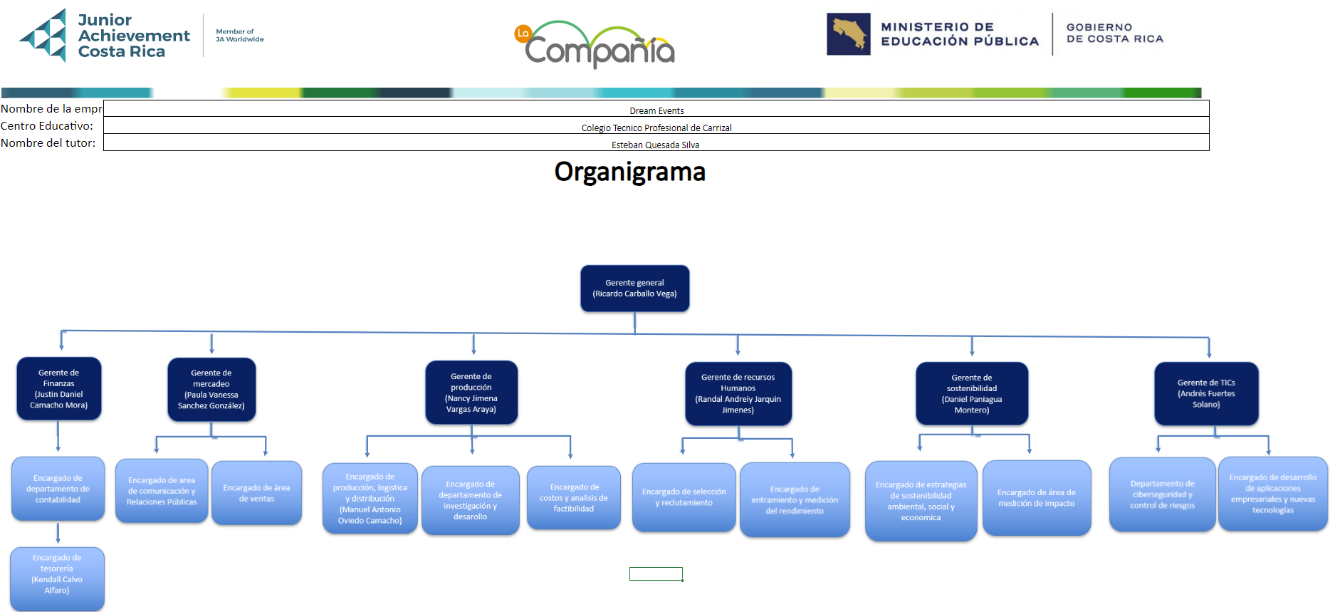 Junior
Achievement
Costa Rica
Member of
JA Worldwide
La
Compañía
MINISTERIO DE
EDUCACIÓN PÚBLICA
GOBIERNO
DE COSTA RICA
Nombre de la empr
Dream Events
Centro Educativo:
Colegio Tecnico Profesional de Carrizal
Nombre del tutor:
Esteban Quesada Silva
Organigrama
Gerente general
(Ricardo Carballo Vega)
Gerente de
Finanzas
(Justin Daniel
Camacho Mora)
Gerente de
mercadeo
(Paula Vanessa
Sanchez González)
Gerente de
producción
(Nancy Jimena
Vargas Araya)
Gerente de recursos
Humanos
(Randal Andreiy Jarquin
Jimenes)
Gerente de
sostenibilidad
(Daniel Paniagua
Montero)
Gerente de TICs
(Andrés Fuertes
Solano)
Encargado de
departamento de
contabilidad
Encargado de area
de comunicación y
Relaciones Públicas
Encargado de área
de ventas
Encargado de
producción, logística
y distribución
(Manuel Antonio
Oviedo Camacho)
Encargado de
departamento de
investigación y
desarollo
Encargado de
costos y analisis de
factibilidad
Encargado de selección
y reclutamiento
Encargado de
entramiento y medición
del rendimiento
Encargado de estrategias
de sostenibilidad
ambiental, social y
economica
Encargado de área de
medición de impacto
Departamento de
ciberseguridad y
control de riesgos
Encargado de desarrollo
de aplicaciones
empresariales y nuevas
tecnologías
Encargado de
tesorería
(Kendall Calvo
Alfaro)